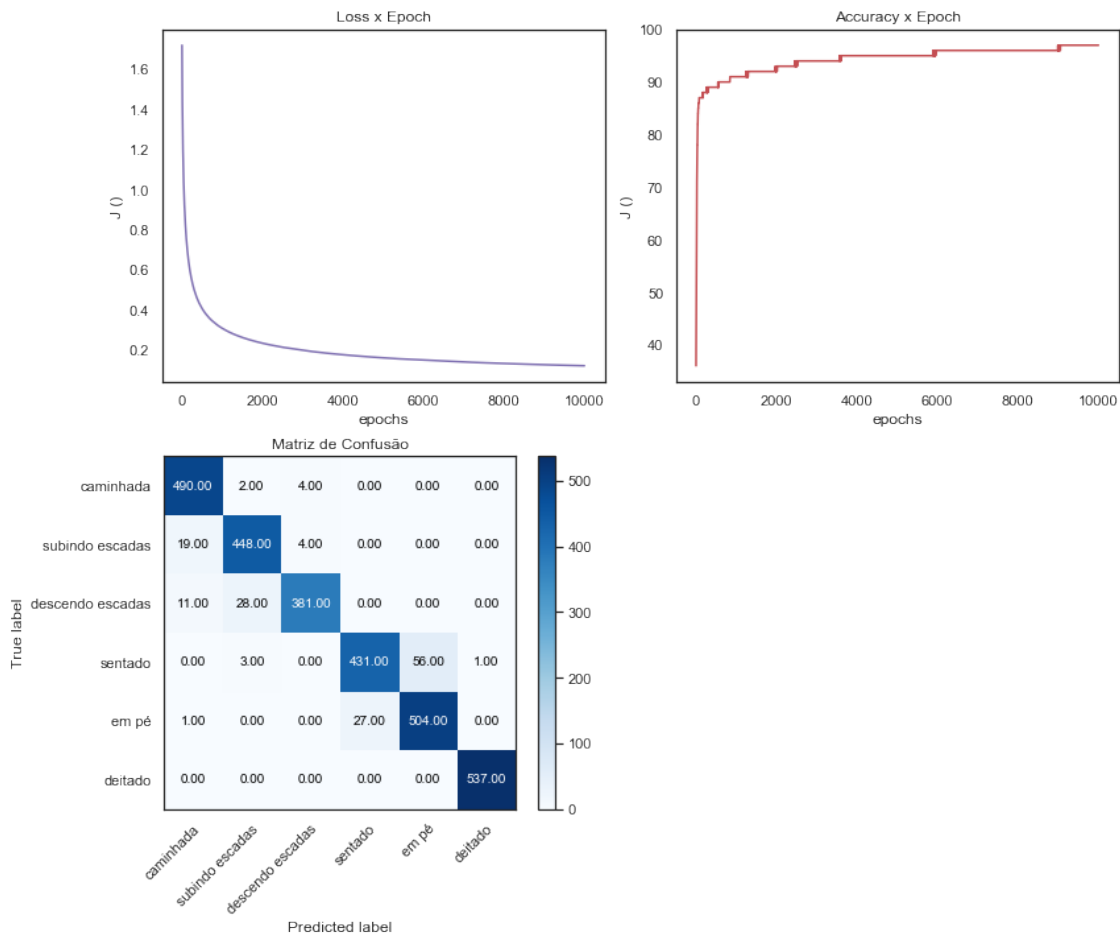 Loss x Epoch
1.6
1.4
1.2
1.0
0.8
0.6
0.4
0.2
J ()
0 2000 4000 6000 8000 10000
epochs
Accuracy x Epoch
100
90
80
70
60
50
40
J ()
0 2000 4000 6000 8000 10000
epochs
Matriz de Confusão
True label
caminhada 490.00 2.00 4.00 0.00 0.00 0.00
subindo escadas 19.00 448.00 4.00 0.00 0.00 0.00
descendo escadas 11.00 28.00 381.00 0.00 0.00 0.00
sentado 0.00 3.00 0.00 431.00 56.00 1.00
em pé 1.00 0.00 0.00 27.00 504.00 0.00
deitado 0.00 0.00 0.00 0.00 0.00 537.00
caminhada subindo escadas descendo escadas sentado em pé deitado
Predicted label
500
400
300
200
100
0